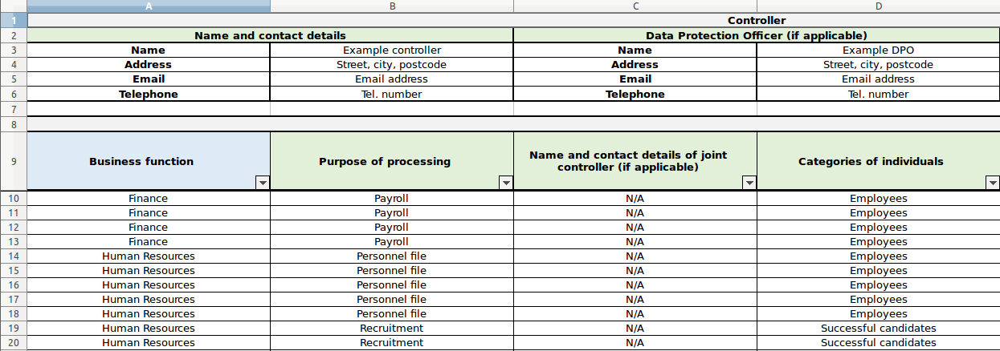 A B C D
1 Controller
2 Name and contact details Data Protection Officer (if applicable)
3 Name Example controller Name Example DPO
4 Address Street, city, postcode Address Street, city, postcode
5 Email Email address Email Email address
6 Telephone Tel. number Telephone Tel. number
7
8
9 Business function Purpose of processing Name and contact details of joint controller (if applicable) Categories of individuals
10 Finance Payroll N/A Employees
11 Finance Payroll N/A Employees
12 Finance Payroll N/A Employees
13 Finance Payroll N/A Employees
14 Human Resources Personnel file N/A Employees
15 Human Resources Personnel file N/A Employees
16 Human Resources Personnel file N/A Employees
17 Human Resources Personnel file N/A Employees
18 Human Resources Personnel file N/A Employees
19 Human Resources Recruitment N/A Successful candidates
20 Human Resources Recruitment N/A Successful candidates